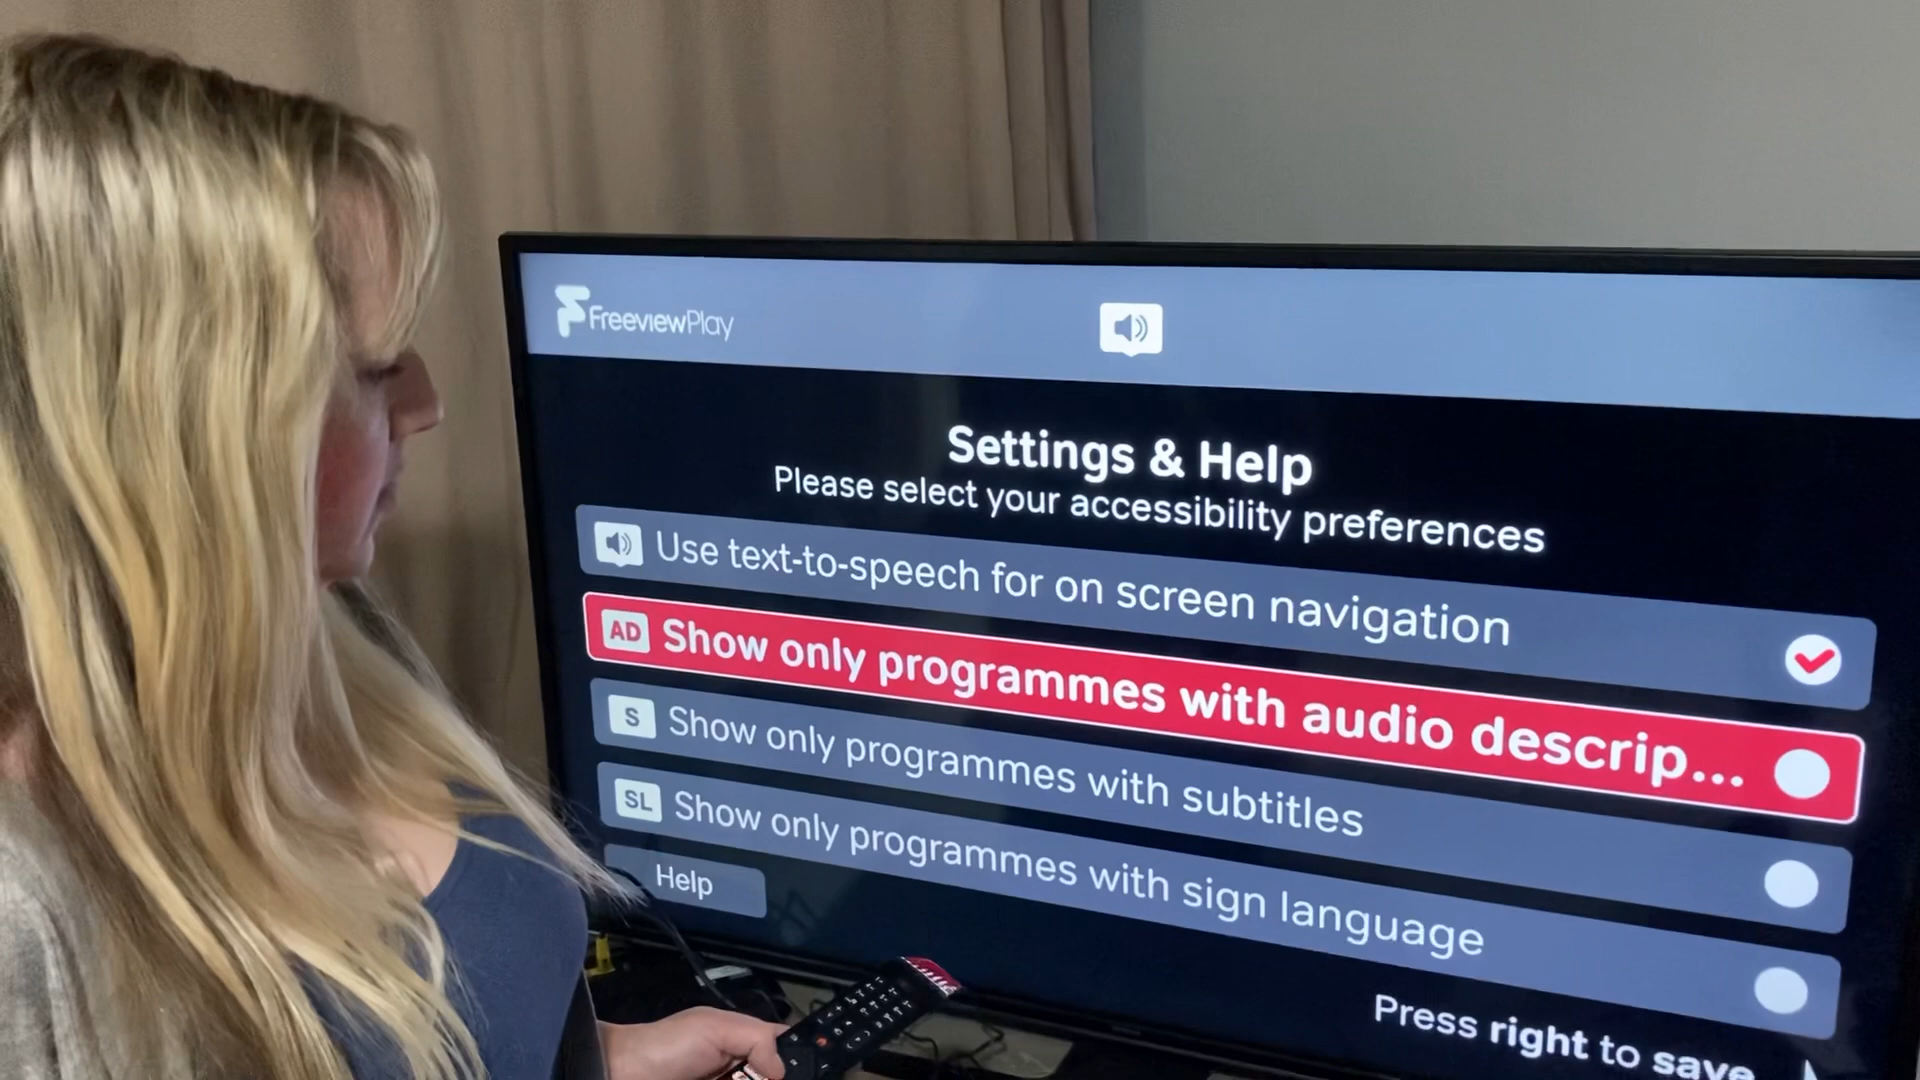 FreeviewPlay
Settings & Help
Please select your accessibility preferences
Use text-to-speech for on screen navigation
AD Show only programmes with audio descrip...
S Show only programmes with subtitles
SL Show only programmes with sign language
Help
Press right to save